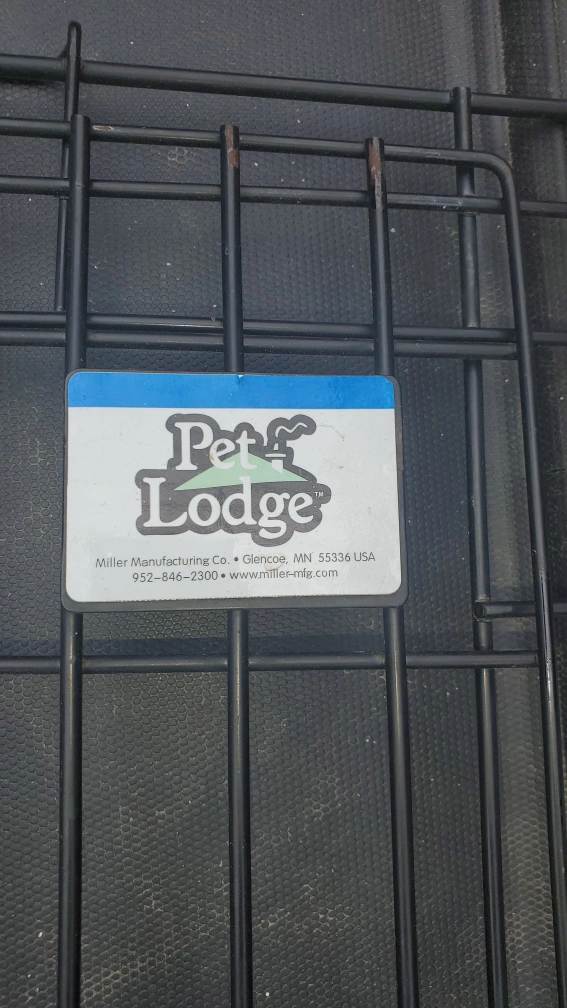 Pet
Lodge™
Miller Manufacturing Co. • Glencoe, MN 55336 USA
952-846-2300 • www.miller-mfg.com